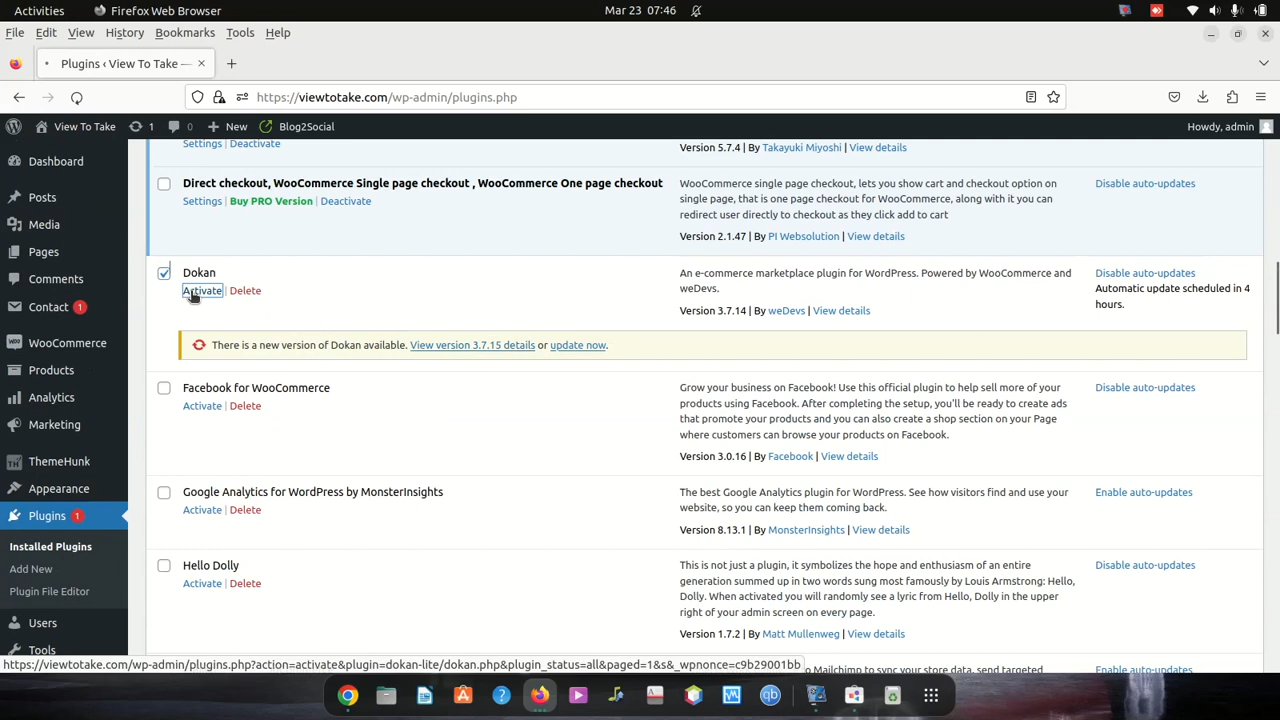 Activities
Firefox Web Browser
Mar 23 07:46
File Edit View History Bookmarks Tools Help
Plugins ‹ View To Take —
https://viewtotake.com/wp-admin/plugins.php
View To Take 1 0 New Blog2Social
Howdy, admin
Dashboard
Posts
Media
Pages
Comments
Contact 1
WooCommerce
Products
Analytics
Marketing
ThemeHunk
Appearance
Plugins 1
Installed Plugins
Add New
Plugin File Editor
Users
Tools
Settings | Deactivate
Version 5.7.4 | By Takayuki Miyoshi | View details
Direct checkout, WooCommerce Single page checkout , WooCommerce One page checkout
Settings | Buy PRO Version | Deactivate
WooCommerce single page checkout, lets you show cart and checkout option on
single page, that is one page checkout for WooCommerce, along with it you can
redirect user directly to checkout as they click add to cart
Version 2.1.47 | By PI Websolution | View details
Disable auto-updates
Dokan
Activate | Delete
An e-commerce marketplace plugin for WordPress. Powered by WooCommerce and
weDevs.
Version 3.7.14 | By weDevs | View details
Disable auto-updates
Automatic update scheduled in 4
hours.
There is a new version of Dokan available. View version 3.7.15 details or update now.
Facebook for WooCommerce
Activate | Delete
Grow your business on Facebook! Use this official plugin to help sell more of your
products using Facebook. After completing the setup, you'll be ready to create ads
that promote your products and you can also create a shop section on your Page
where customers can browse your products on Facebook.
Version 3.0.16 | By Facebook | View details
Disable auto-updates
Google Analytics for WordPress by MonsterInsights
Activate | Delete
The best Google Analytics plugin for WordPress. See how visitors find and use your
website, so you can keep them coming back.
Version 8.13.1 | By MonsterInsights | View details
Enable auto-updates
Hello Dolly
Activate | Delete
This is not just a plugin, it symbolizes the hope and enthusiasm of an entire
generation summed up in two words sung most famously by Louis Armstrong: Hello,
Dolly. When activated you will randomly see a lyric from Hello, Dolly in the upper
right of your admin screen on every page.
Version 1.7.2 | By Matt Mullenweg | View details
Disable auto-updates
https://viewtotake.com/wp-admin/plugins.php?action=activate&plugin=dokan-lite/dokan.php&plugin_status=all&paged=1&s&_wpnonce=c9b29001bb
Mailchimp to sync your store data, send targeted
Enable auto-updates